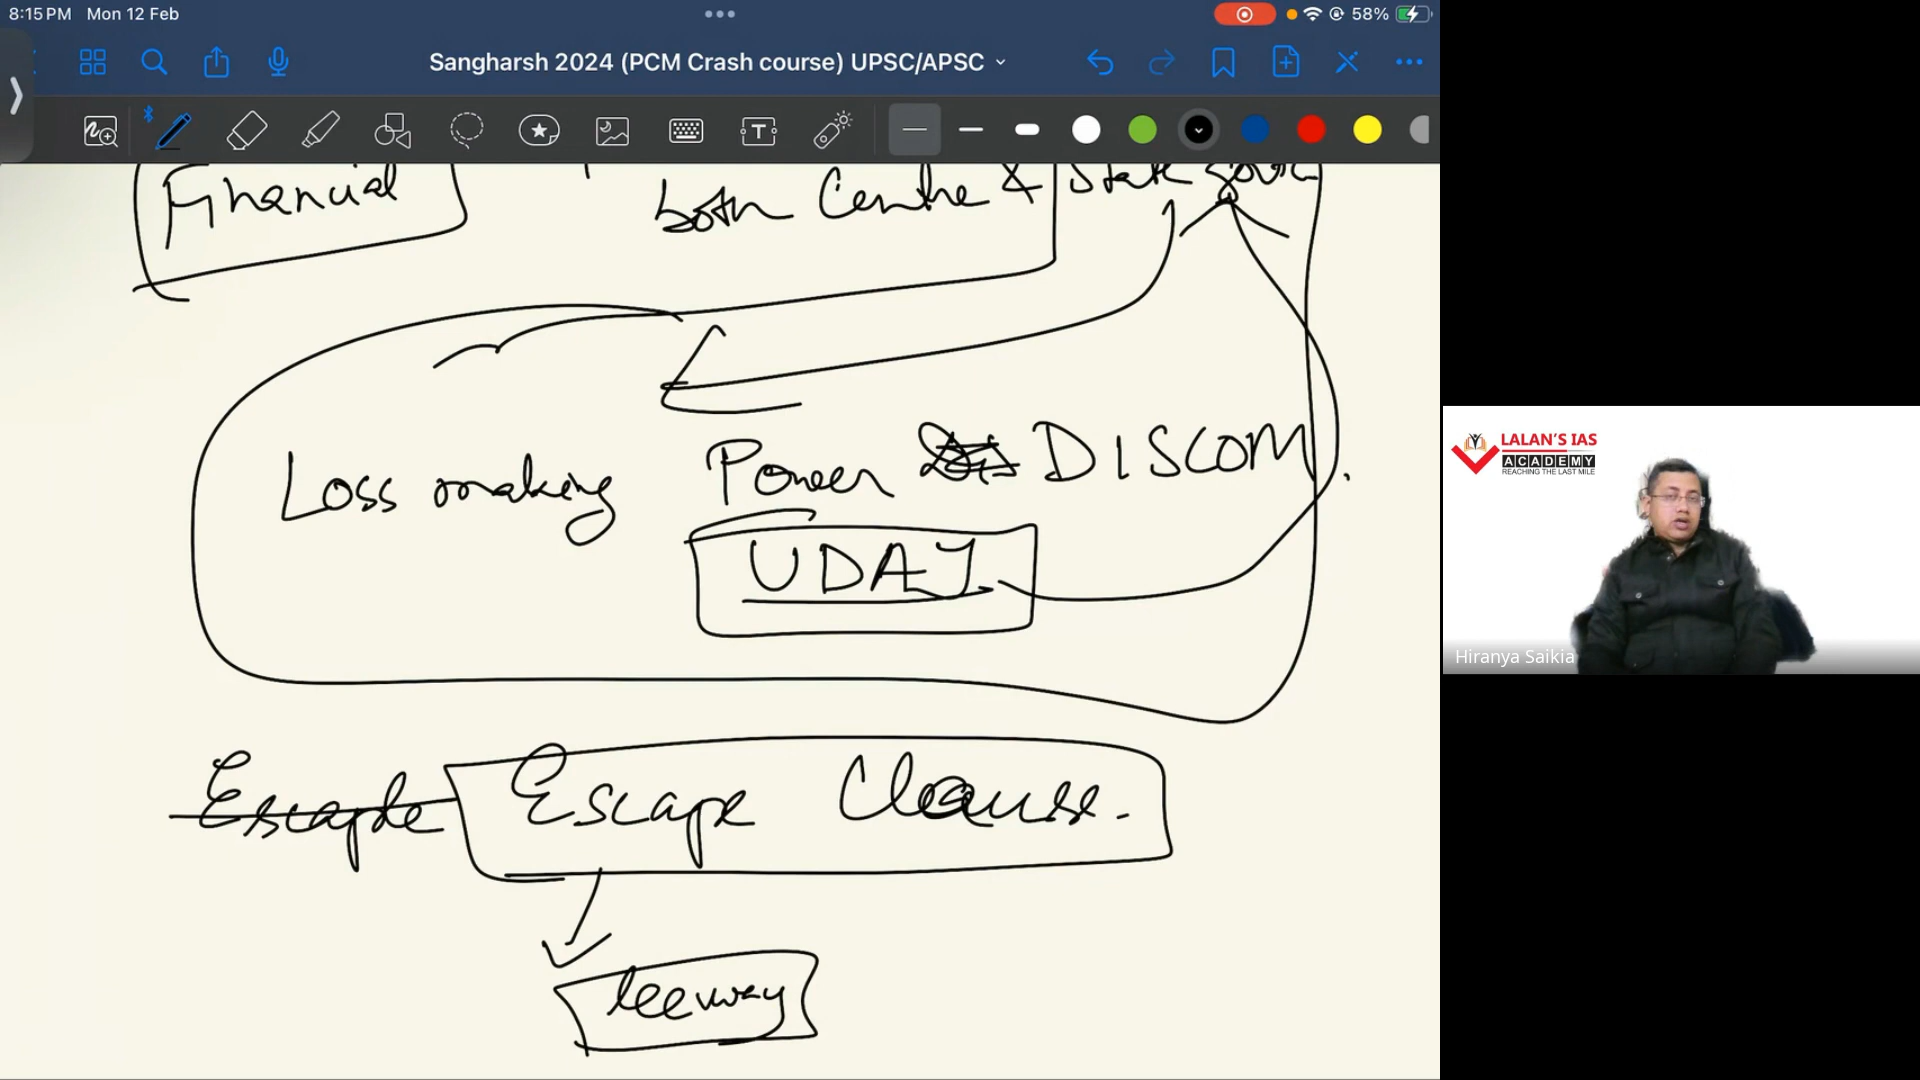 8:15 PM Mon 12 Feb
58%
Sangharsh 2024 (PCM Crash course) UPSC/APSC
Financial
both Centre & State Govt
Loss making Power DISCOM.
UDAY
Escape Clause.
leeway
LALAN'S IAS
ACADEMY
REACHING THE LAST MILE
Hiranya Saikia